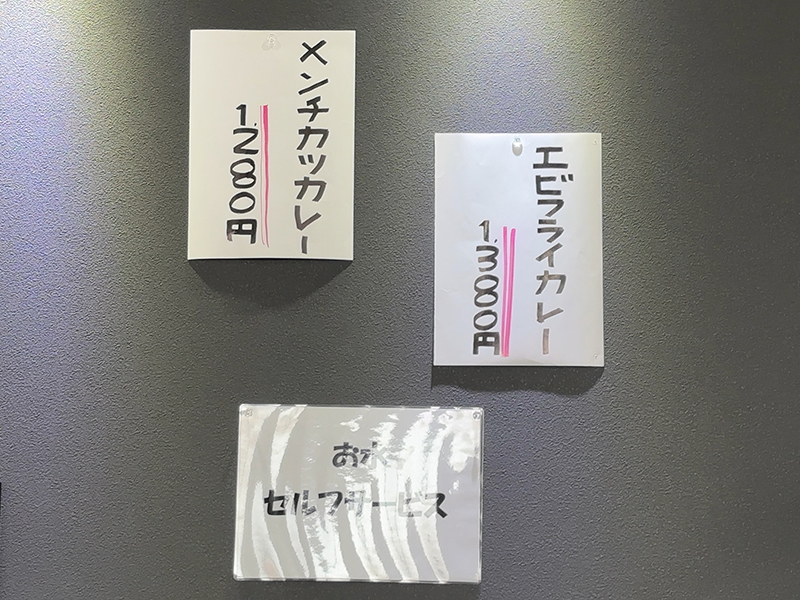 メンチカツカレー
1,280円
エビフライカレー
1,380円
お水
セルフサービス